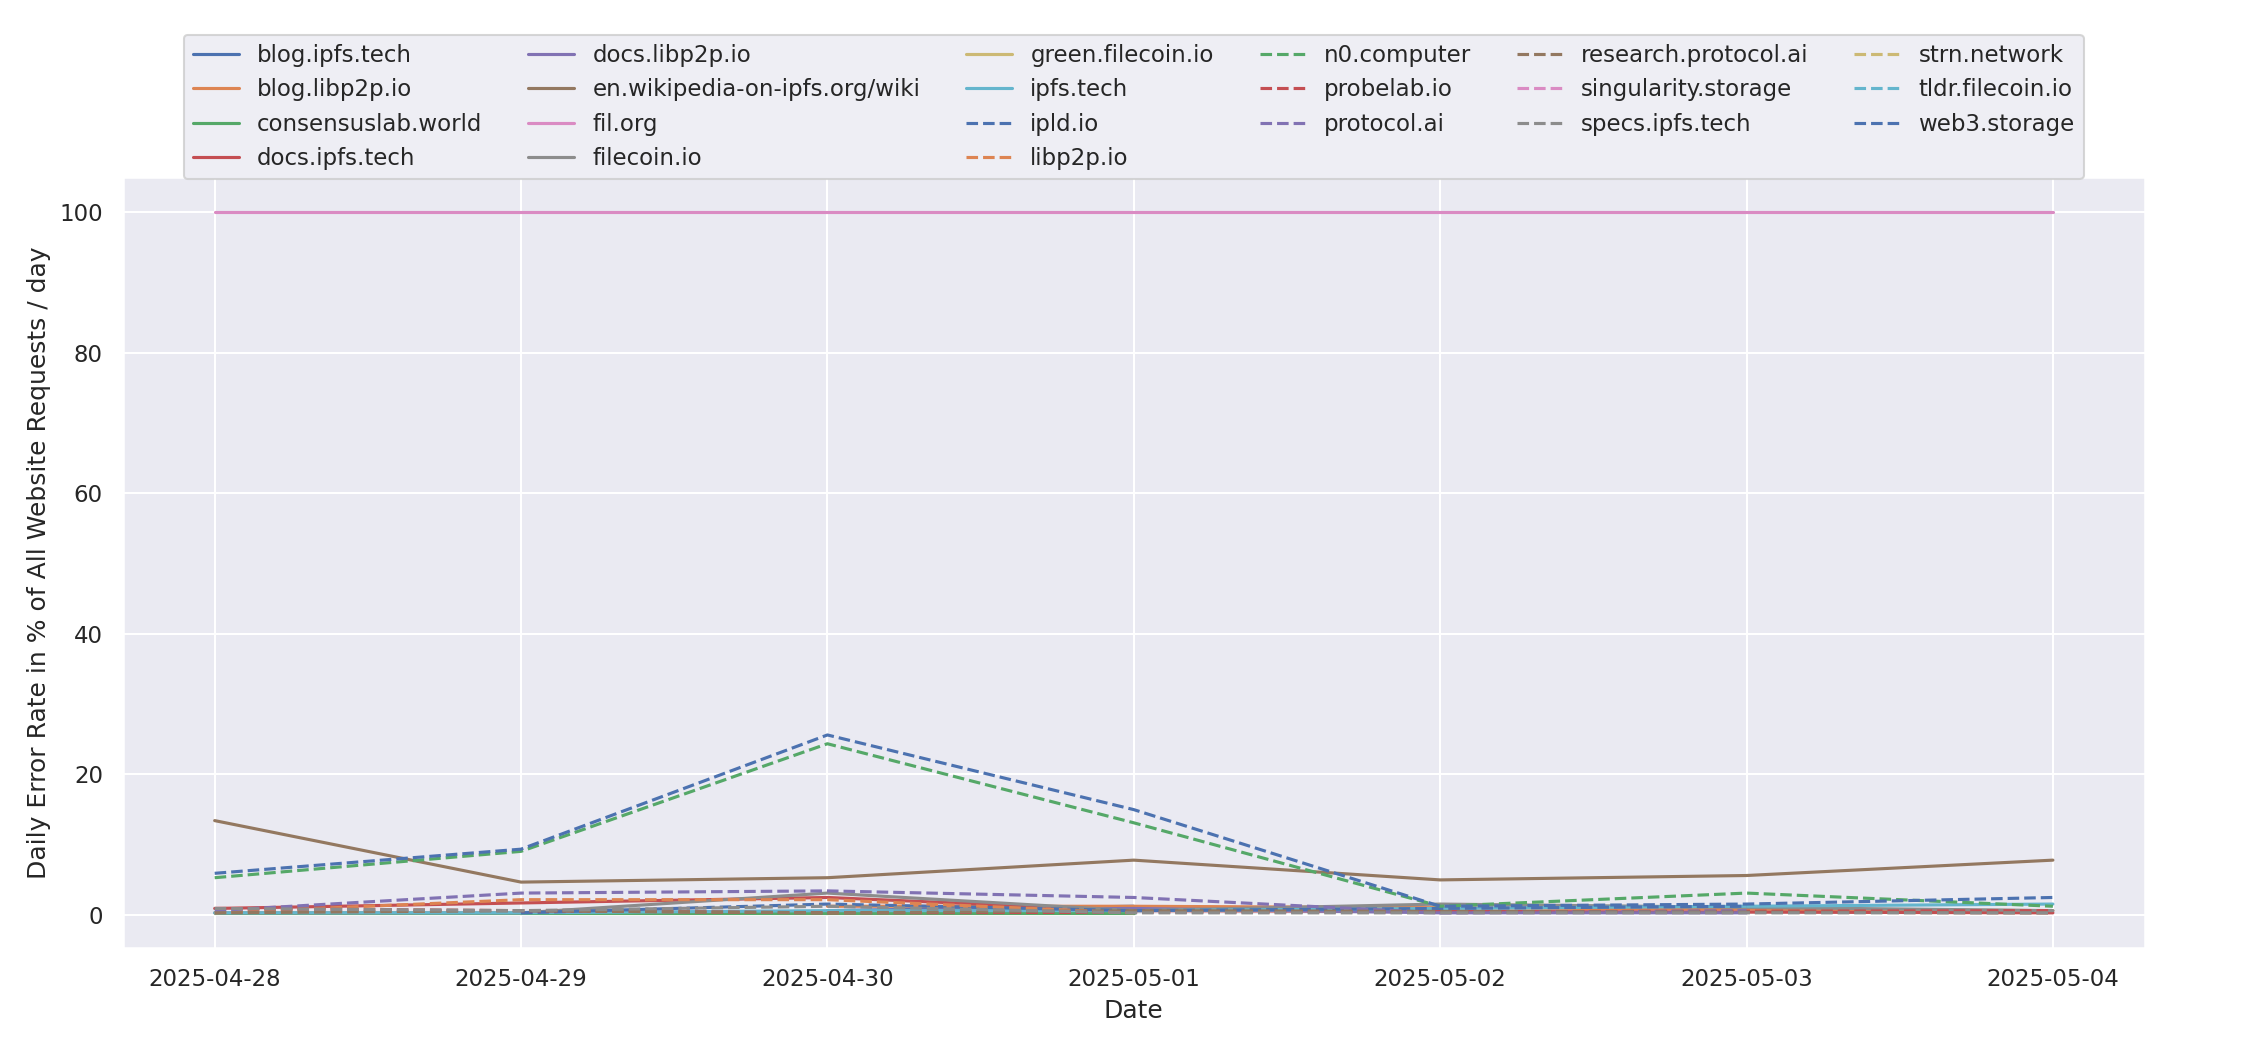 blog.ipfs.tech
blog.libp2p.io
consensuslab.world
docs.ipfs.tech
docs.libp2p.io
en.wikipedia-on-ipfs.org/wiki
fil.org
filecoin.io
green.filecoin.io
ipfs.tech
ipld.io
libp2p.io
n0.computer
probelab.io
protocol.ai
research.protocol.ai
singularity.storage
specs.ipfs.tech
strn.network
tldr.filecoin.io
web3.storage
Daily Error Rate in % of All Website Requests / day
100
80
60
40
20
0
2025-04-28
2025-04-29
2025-04-30
2025-05-01
2025-05-02
2025-05-03
2025-05-04
Date